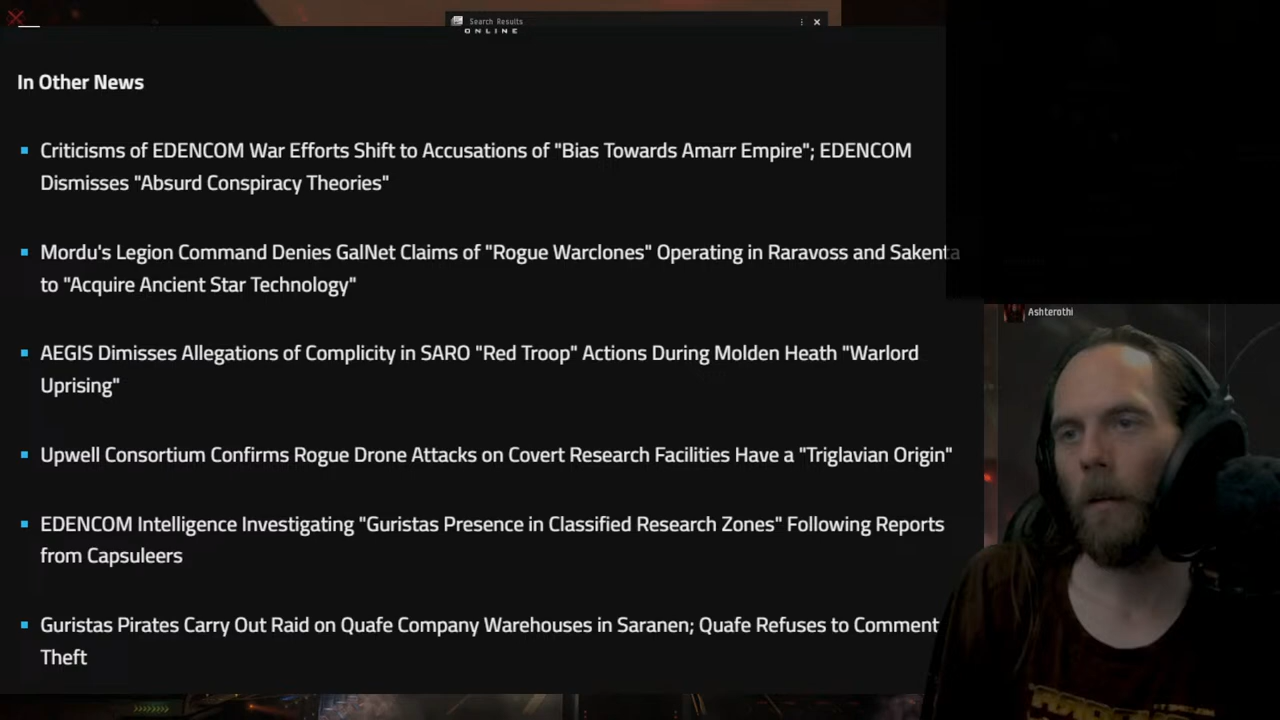 Search Results
ONLINE
In Other News
Criticisms of EDENCOM War Efforts Shift to Accusations of "Bias Towards Amarr Empire"; EDENCOM
Dismisses "Absurd Conspiracy Theories"
Mordu's Legion Command Denies GalNet Claims of "Rogue Warclones" Operating in Raravoss and Sakenta
to "Acquire Ancient Star Technology"
AEGIS Dimisses Allegations of Complicity in SARO "Red Troop" Actions During Molden Heath "Warlord
Uprising"
Upwell Consortium Confirms Rogue Drone Attacks on Covert Research Facilities Have a "Triglavian Origin"
EDENCOM Intelligence Investigating "Guristas Presence in Classified Research Zones" Following Reports
from Capsuleers
Guristas Pirates Carry Out Raid on Quafe Company Warehouses in Saranen; Quafe Refuses to Comment
Theft
Ashterothi